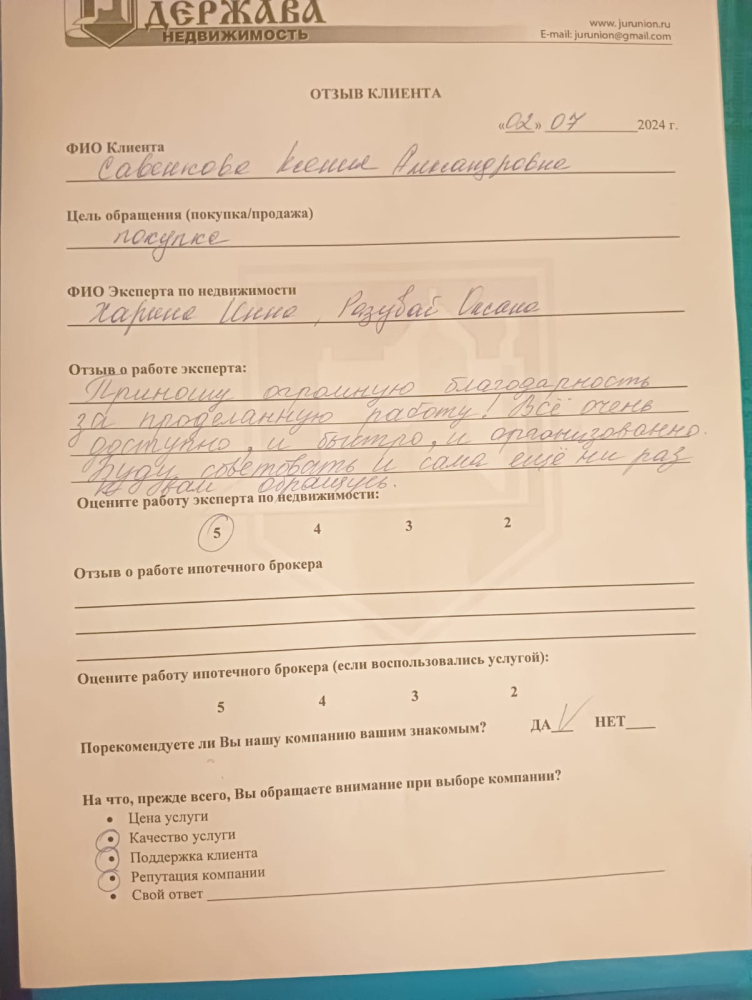 ДЕРЖАВА
НЕДВИЖИМОСТЬ
www.jurunion.ru
E-mail: jurunion@gmail.com
ОТЗЫВ КЛИЕНТА
«02» 07 2024 г.
ФИО Клиента
Савенкова Ксения Александровна
Цель обращения (покупка/продажа)
покупка
ФИО Эксперта по недвижимости
Харина Инна, Разувай Оксана
Отзыв о работе эксперта:
Приношу огромную благодарность
за проделанную работу! Всё очень
доступно, и быстро, и организованно.
Буду советовать и сама ещё ни раз
к вам обращусь.
Оцените работу эксперта по недвижимости:
5 4 3 2
Отзыв о работе ипотечного брокера
Оцените работу ипотечного брокера (если воспользовались услугой):
5 4 3 2
Порекомендуете ли Вы нашу компанию вашим знакомым? ДА НЕТ
На что, прежде всего, Вы обращаете внимание при выборе компании?
• Цена услуги
• Качество услуги
• Поддержка клиента
• Репутация компании
• Свой ответ